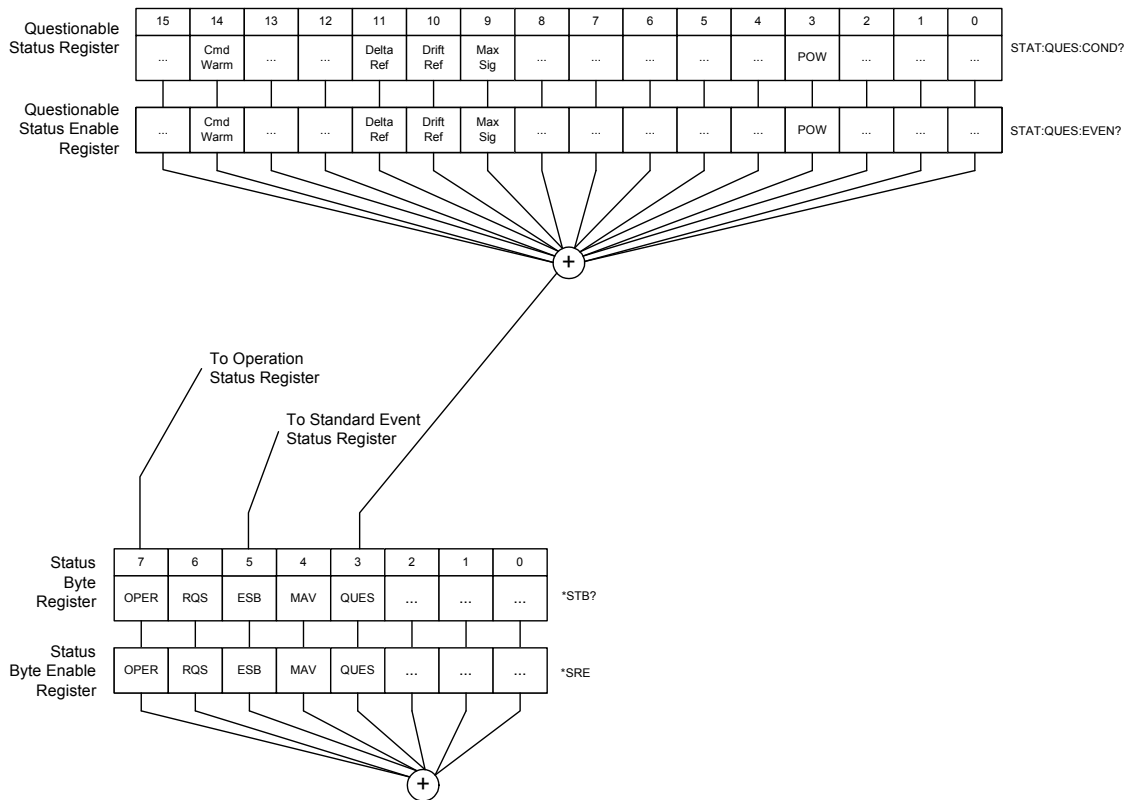 Questionable
Status Register
15 14 13 12 11 10 9 8 7 6 5 4 3 2 1 0
... Cmd Warm ... ... Delta Ref Drift Ref Max Sig ... ... ... ... ... POW ... ... ...
STAT:QUES:COND?
Questionable
Status Enable
Register
... Cmd Warm ... ... Delta Ref Drift Ref Max Sig ... ... ... ... ... POW ... ... ...
STAT:QUES:EVEN?
+
To Operation
Status Register
To Standard Event
Status Register
Status
Byte
Register
7 6 5 4 3 2 1 0
OPER RQS ESB MAV QUES ... ... ...
*STB?
Status
Byte Enable
Register
OPER RQS ESB MAV QUES ... ... ...
*SRE
+